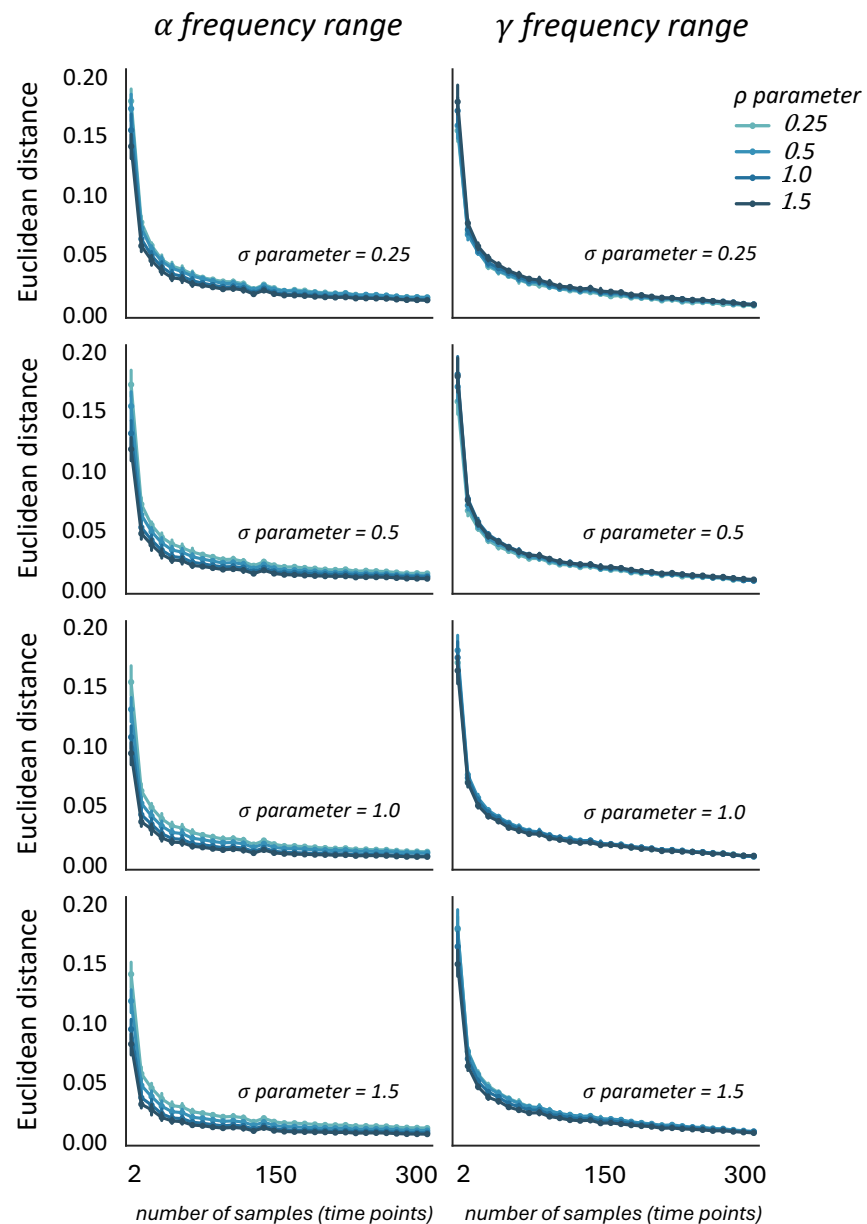 α frequency range
γ frequency range
Euclidean distance
0.20
0.15
0.10
0.05
0.00
σ parameter = 0.25
σ parameter = 0.25
ρ parameter
0.25
0.5
1.0
1.5
Euclidean distance
0.20
0.15
0.10
0.05
0.00
σ parameter = 0.5
σ parameter = 0.5
Euclidean distance
0.20
0.15
0.10
0.05
0.00
σ parameter = 1.0
σ parameter = 1.0
Euclidean distance
0.20
0.15
0.10
0.05
0.00
σ parameter = 1.5
σ parameter = 1.5
2 150 300
2 150 300
number of samples (time points)
number of samples (time points)